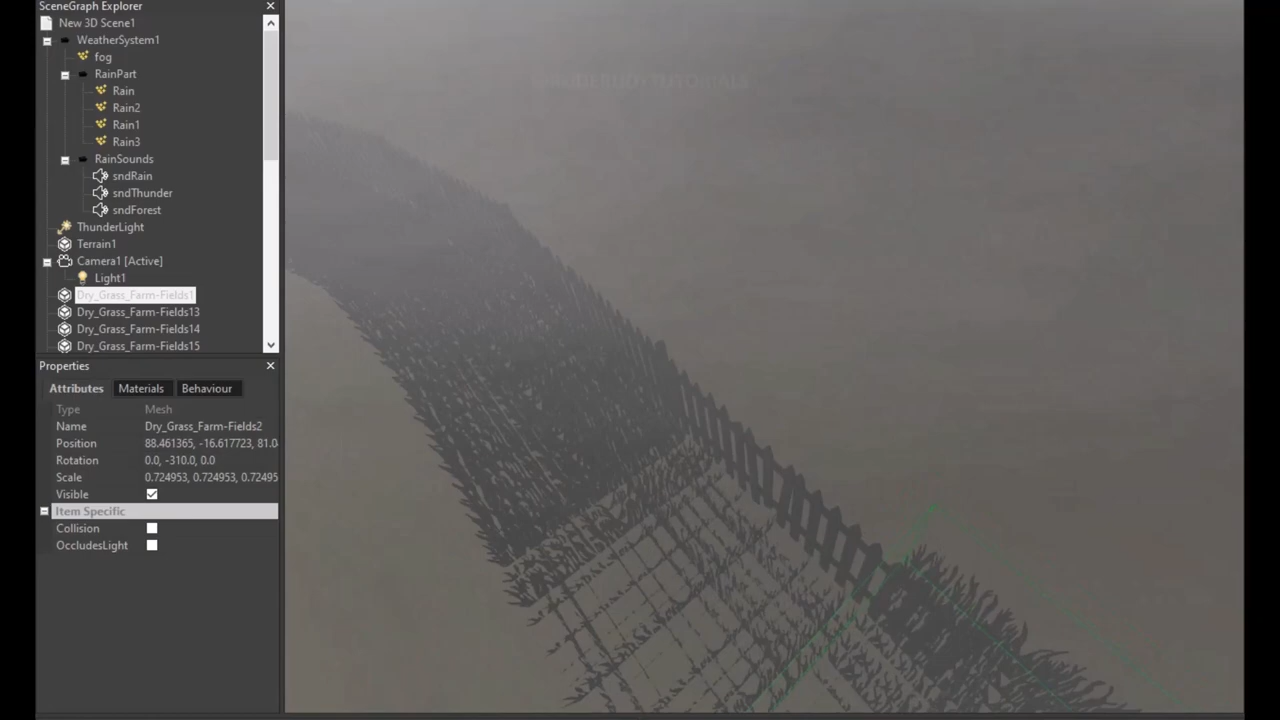 SceneGraph Explorer
New 3D Scene1
WeatherSystem1
fog
RainPart
Rain
Rain2
Rain1
Rain3
RainSounds
sndRain
sndThunder
sndForest
ThunderLight
Terrain1
Camera1 [Active]
Light1
Dry_Grass_Farm-Fields1
Dry_Grass_Farm-Fields13
Dry_Grass_Farm-Fields14
Dry_Grass_Farm-Fields15
Properties
Attributes Materials Behaviour
Type Mesh
Name Dry_Grass_Farm-Fields2
Position 88.461365, -16.617723, 81.0
Rotation 0.0, -310.0, 0.0
Scale 0.724953, 0.724953, 0.72495
Visible
Item Specific
Collision
OccludesLight